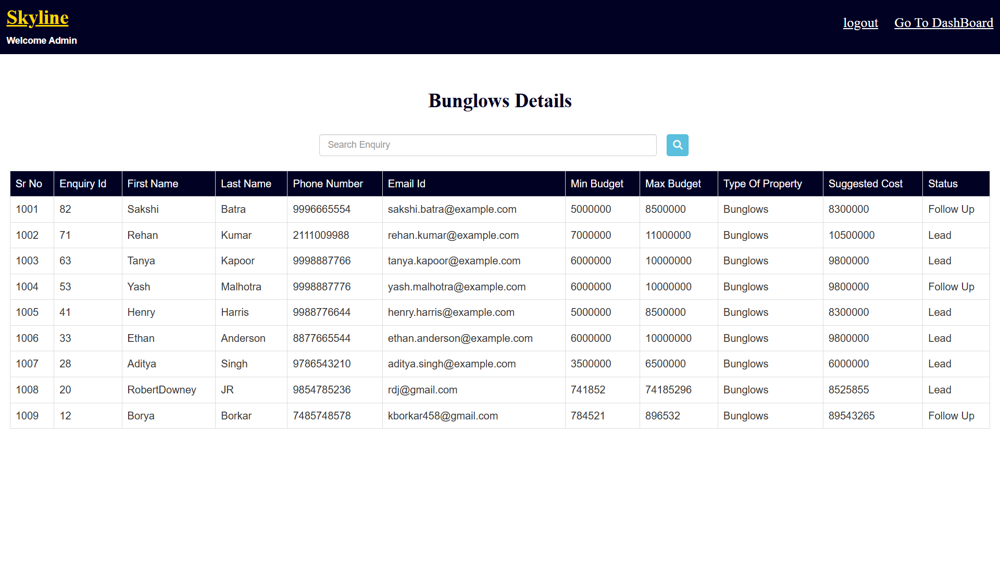 Skyline
logout Go To DashBoard
Welcome Admin
Bunglows Details
Search Enquiry
Sr No Enquiry Id First Name Last Name Phone Number Email Id Min Budget Max Budget Type Of Property Suggested Cost Status
1001 82 Sakshi Batra 9996665554 sakshi.batra@example.com 5000000 8500000 Bunglows 8300000 Follow Up
1002 71 Rehan Kumar 2111009988 rehan.kumar@example.com 7000000 11000000 Bunglows 10500000 Lead
1003 63 Tanya Kapoor 9998887766 tanya.kapoor@example.com 6000000 10000000 Bunglows 9800000 Lead
1004 53 Yash Malhotra 9998887776 yash.malhotra@example.com 6000000 10000000 Bunglows 9800000 Follow Up
1005 41 Henry Harris 9988776644 henry.harris@example.com 5000000 8500000 Bunglows 8300000 Lead
1006 33 Ethan Anderson 8877665544 ethan.anderson@example.com 6000000 10000000 Bunglows 9800000 Lead
1007 28 Aditya Singh 9786543210 aditya.singh@example.com 3500000 6500000 Bunglows 6000000 Lead
1008 20 RobertDowney JR 9854785236 rdj@gmail.com 741852 74185296 Bunglows 8525855 Lead
1009 12 Borya Borkar 7485748578 kborkar458@gmail.com 784521 896532 Bunglows 89543265 Follow Up